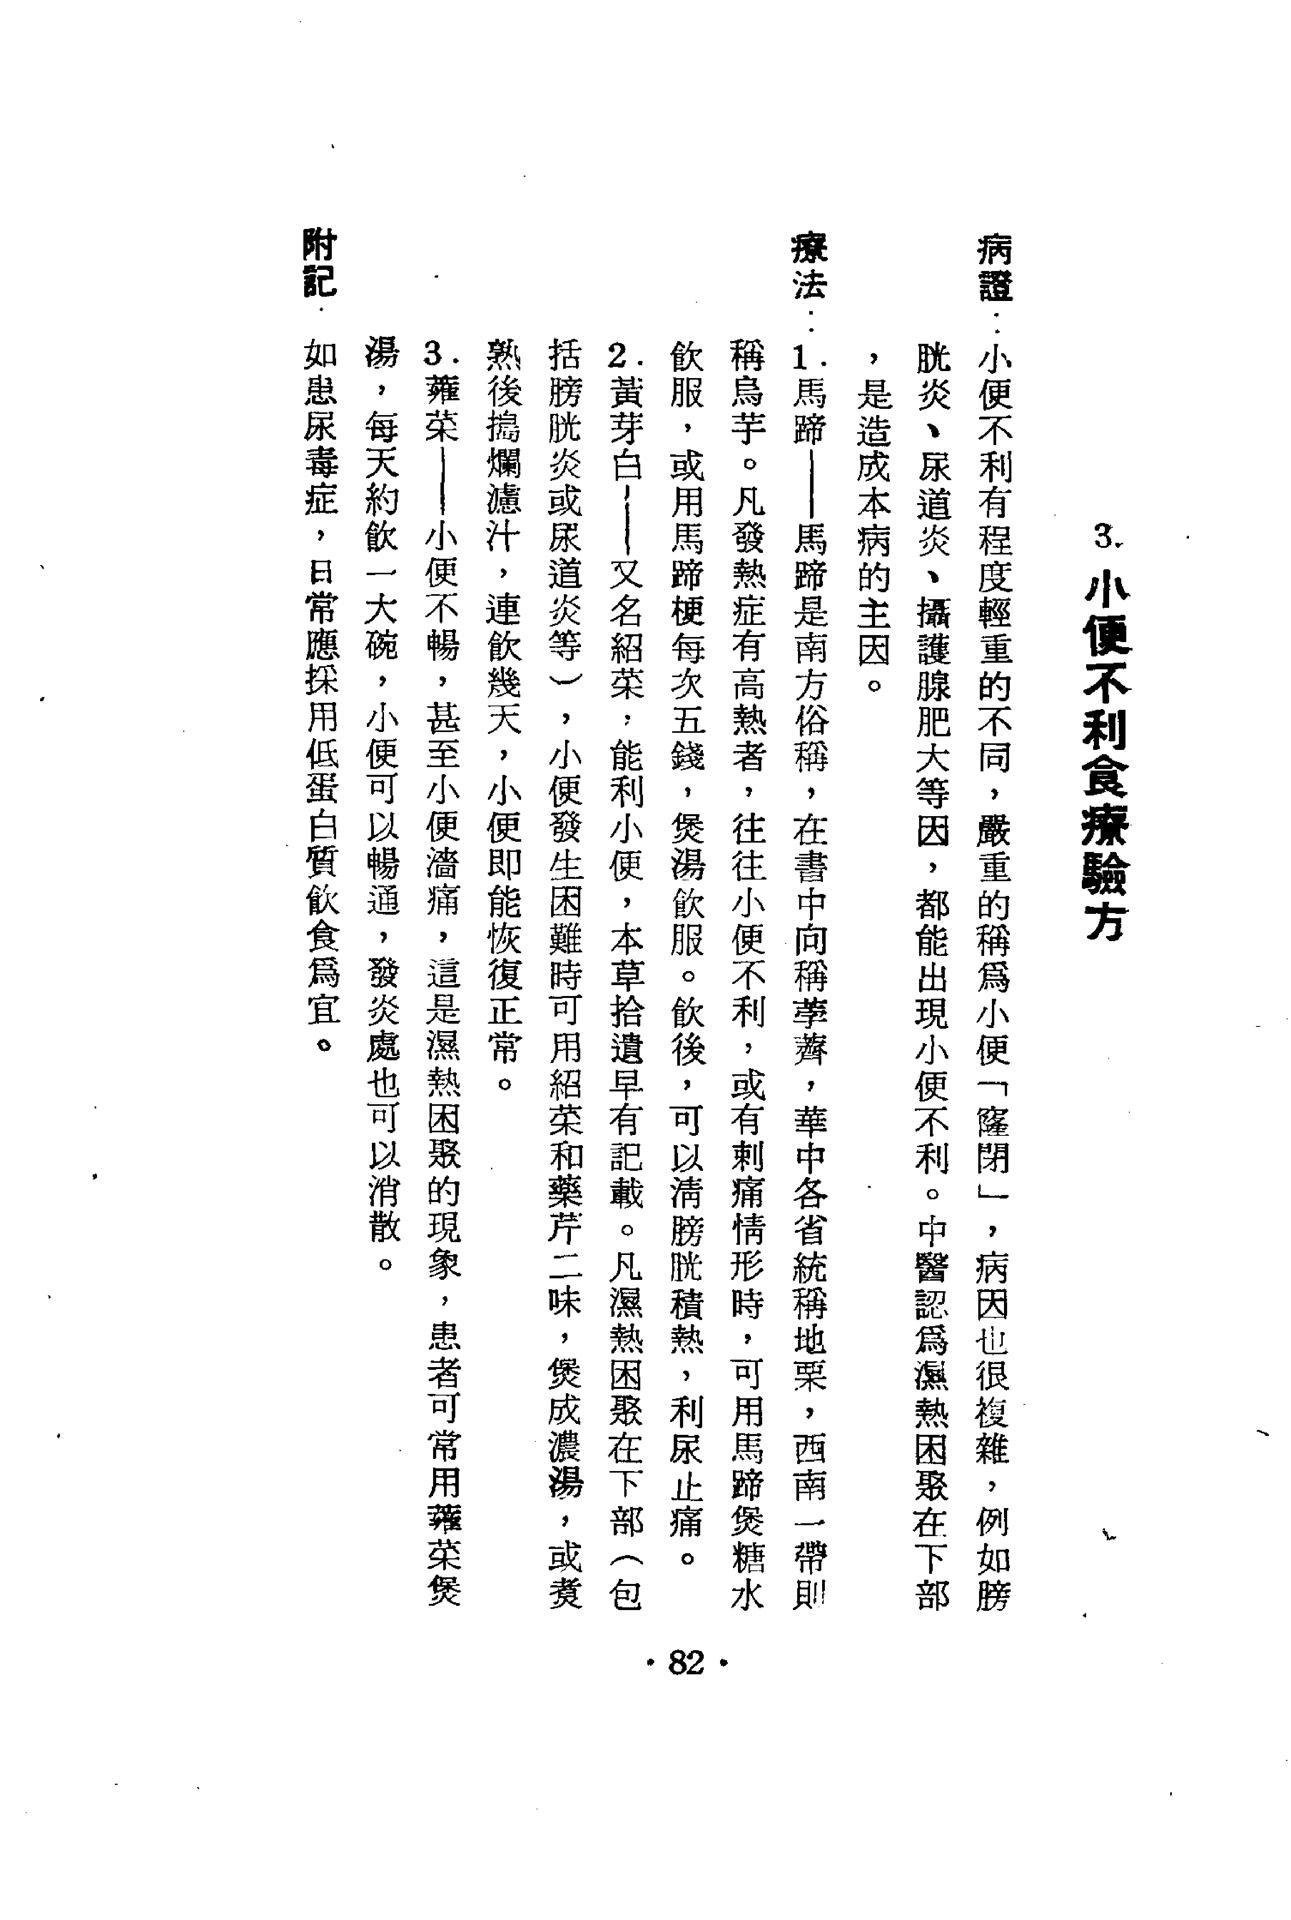 3. 小便不利食療驗方
病證：小便不利有程度輕重的不同，嚴重的稱爲小便「窿閉」，病因也很複雜，例如膀
胱炎、尿道炎、攝護腺肥大等因，都能出現小便不利。中醫認爲濕熱困聚在下部
，是造成本病的主因。
療法：1.馬蹄——馬蹄是南方俗稱，在書中向稱荸薺，華中各省統稱地栗，西南一帶則
稱烏芋。凡發熱症有高熱者，往往小便不利，或有刺痛情形時，可用馬蹄煲糖水
飲服，或用馬蹄梗每次五錢，煲湯飲服。飲後，可以清膀胱積熱，利尿止痛。
2.黃芽白——又名紹菜，能利小便，本草拾遺早有記載。凡濕熱困聚在下部（包
括膀胱炎或尿道炎等），小便發生困難時可用紹菜和藥芹二味，煲成濃湯，或煑
熟後搗爛濾汁，連飲幾天，小便即能恢復正常。
3.蕹菜——小便不暢，甚至小便濇痛，這是濕熱困聚的現象，患者可常用蕹菜煲
湯，每天約飲一大碗，小便可以暢通，發炎處也可以消散。
附記：如患尿毒症，日常應採用低蛋白質飲食爲宜。
·82·